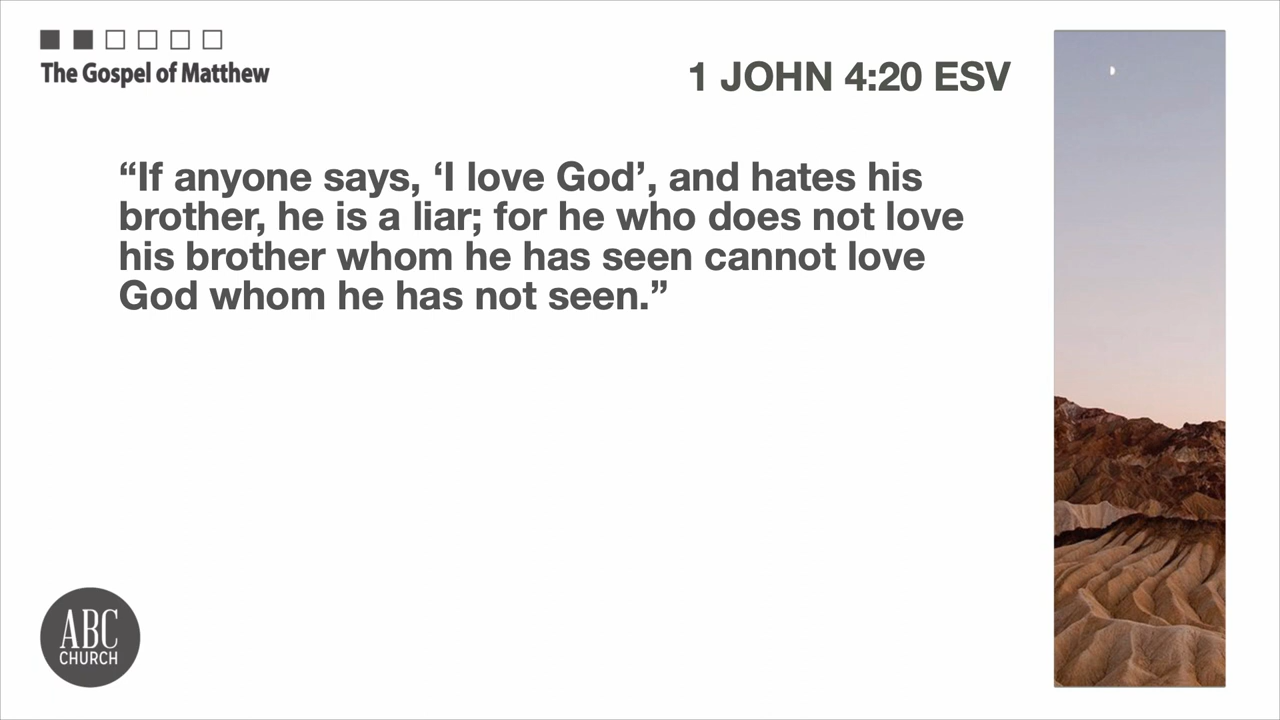 The Gospel of Matthew
1 JOHN 4:20 ESV
“If anyone says, ‘I love God’, and hates his
brother, he is a liar; for he who does not love
his brother whom he has seen cannot love
God whom he has not seen.”
ABC
CHURCH